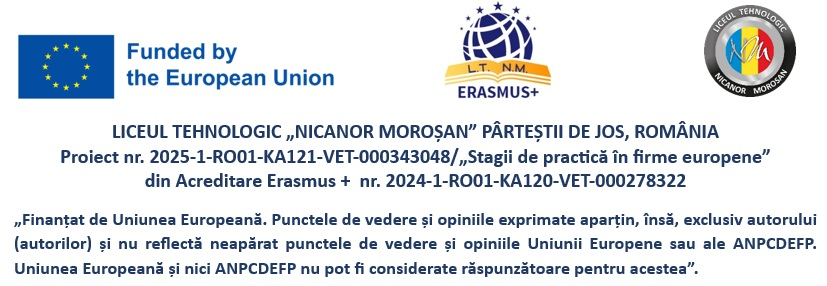 Funded by
the European Union
L.T. N.M.
ERASMUS+
LICEUL TEHNOLOGIC
NICANOR MOROSAN
LICEUL TEHNOLOGIC „NICANOR MOROȘAN” PÂRTEȘTII DE JOS, ROMÂNIA
Proiect nr. 2025-1-RO01-KA121-VET-000343048/„Stagii de practică în firme europene”
din Acreditare Erasmus +  nr. 2024-1-RO01-KA120-VET-000278322
„Finanțat de Uniunea Europeană. Punctele de vedere și opiniile exprimate aparțin, însă, exclusiv autorului
(autorilor) și nu reflectă neapărat punctele de vedere și opiniile Uniunii Europene sau ale ANPCDEFP.
Uniunea Europeană și nici ANPCDEFP nu pot fi considerate răspunzătoare pentru acestea”.